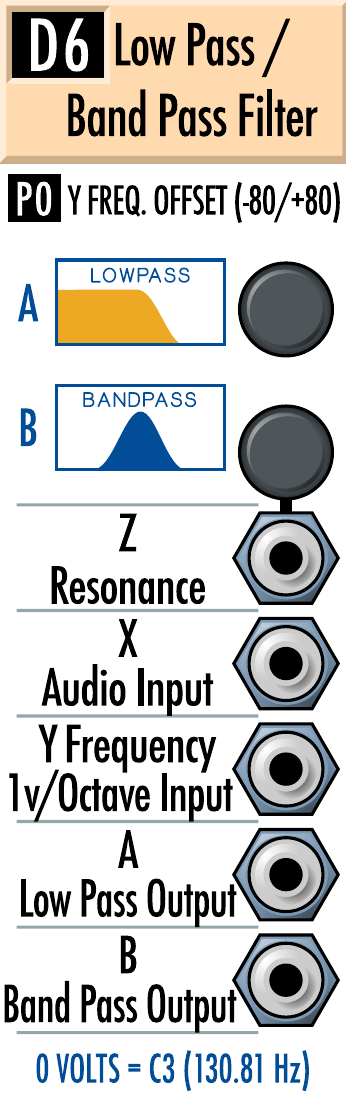 D6 Low Pass /
Band Pass Filter
P0 Y FREQ. OFFSET (-80/+80)
A LOWPASS
B BANDPASS
Z
Resonance
X
Audio Input
Y Frequency
1v/Octave Input
A
Low Pass Output
B
Band Pass Output
0 VOLTS = C3 (130.81 Hz)